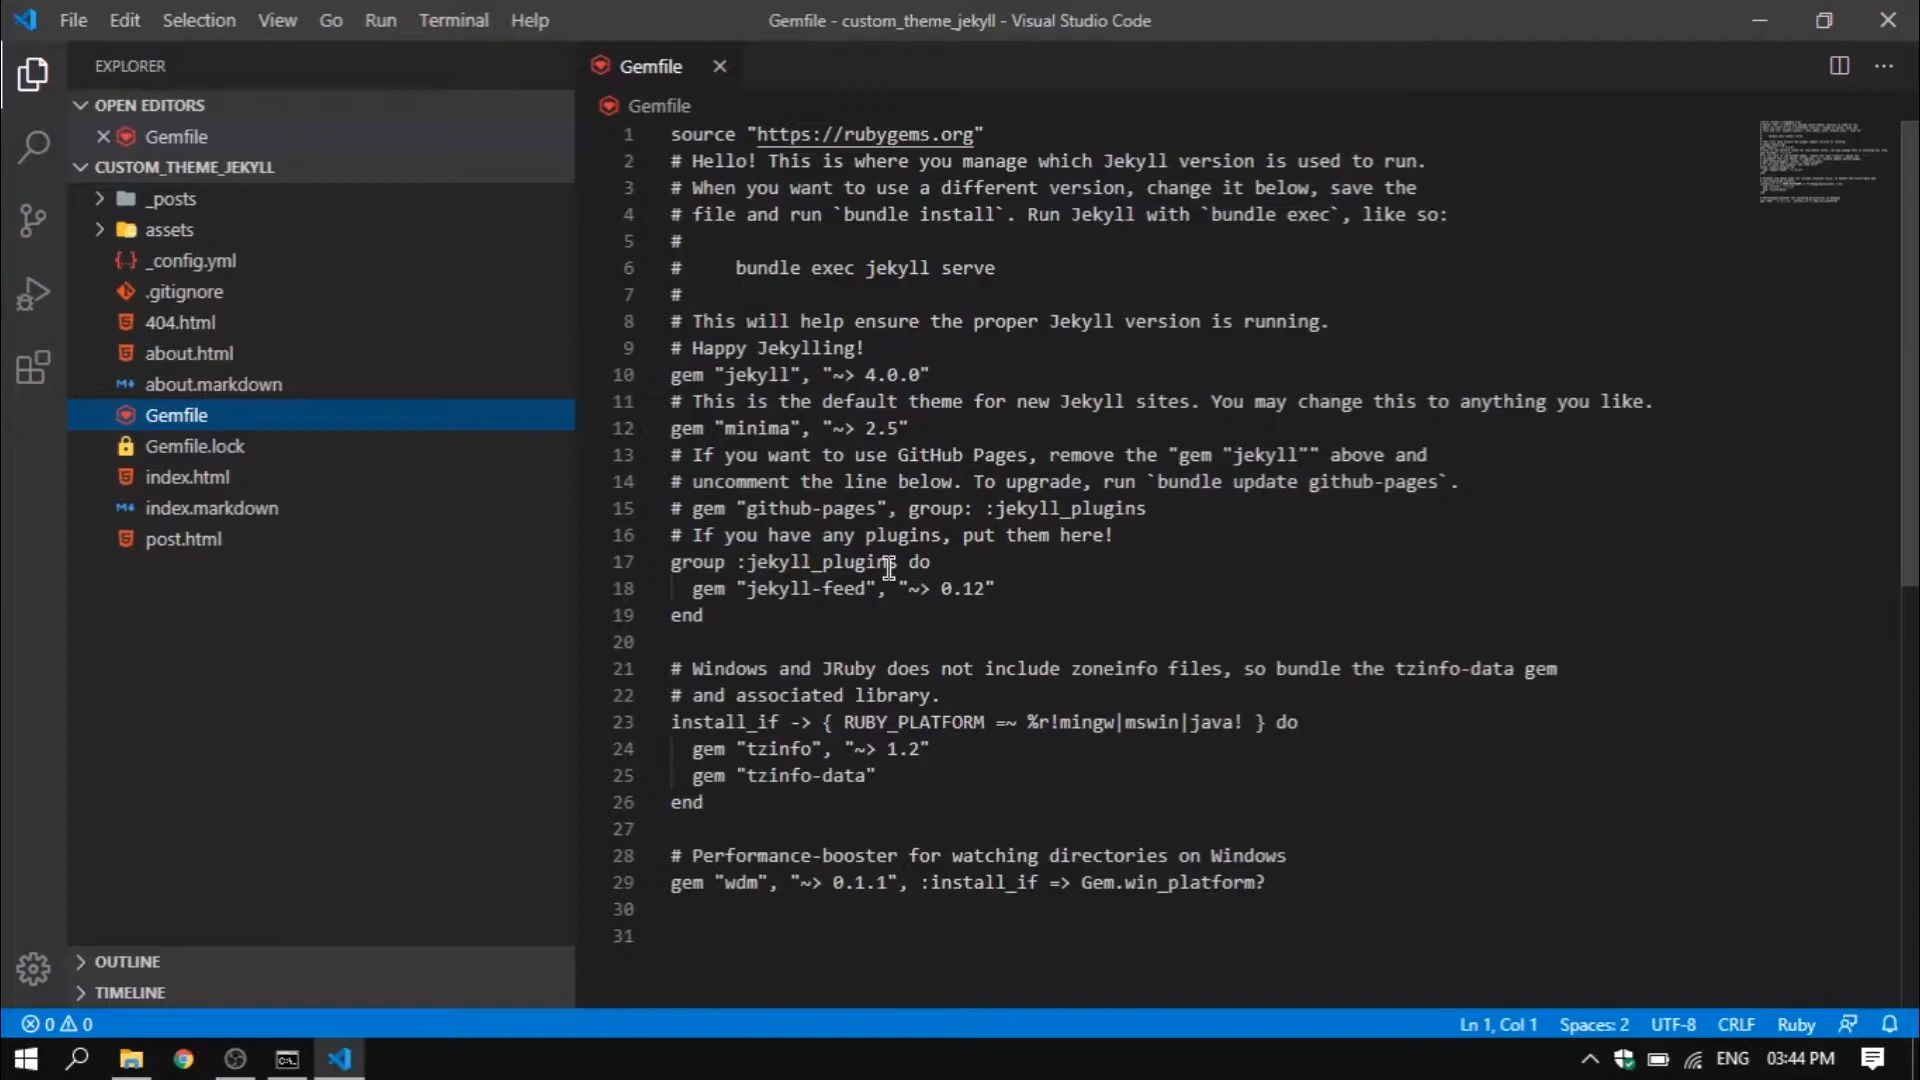 File Edit Selection View Go Run Terminal Help
Gemfile - custom_theme_jekyll - Visual Studio Code
EXPLORER
OPEN EDITORS
Gemfile
CUSTOM_THEME_JEKYLL
_posts
assets
_config.yml
.gitignore
404.html
about.html
about.markdown
Gemfile
Gemfile.lock
index.html
index.markdown
post.html
OUTLINE
TIMELINE
Gemfile
Gemfile
1 source "https://rubygems.org"
2 # Hello! This is where you manage which Jekyll version is used to run.
3 # When you want to use a different version, change it below, save the
4 # file and run `bundle install`. Run Jekyll with `bundle exec`, like so:
5 #
6 #     bundle exec jekyll serve
7 #
8 # This will help ensure the proper Jekyll version is running.
9 # Happy Jekylling!
10 gem "jekyll", "~> 4.0.0"
11 # This is the default theme for new Jekyll sites. You may change this to anything you like.
12 gem "minima", "~> 2.5"
13 # If you want to use GitHub Pages, remove the "gem "jekyll"" above and
14 # uncomment the line below. To upgrade, run `bundle update github-pages`.
15 # gem "github-pages", group: :jekyll_plugins
16 # If you have any plugins, put them here!
17 group :jekyll_plugins do
18   gem "jekyll-feed", "~> 0.12"
19 end
20
21 # Windows and JRuby does not include zoneinfo files, so bundle the tzinfo-data gem
22 # and associated library.
23 install_if -> { RUBY_PLATFORM =~ %r!mingw|mswin|java! } do
24   gem "tzinfo", "~> 1.2"
25   gem "tzinfo-data"
26 end
27
28 # Performance-booster for watching directories on Windows
29 gem "wdm", "~> 0.1.1", :install_if => Gem.win_platform?
30
31
0 0
Ln 1, Col 1 Spaces: 2 UTF-8 CRLF Ruby
ENG 03:44 PM